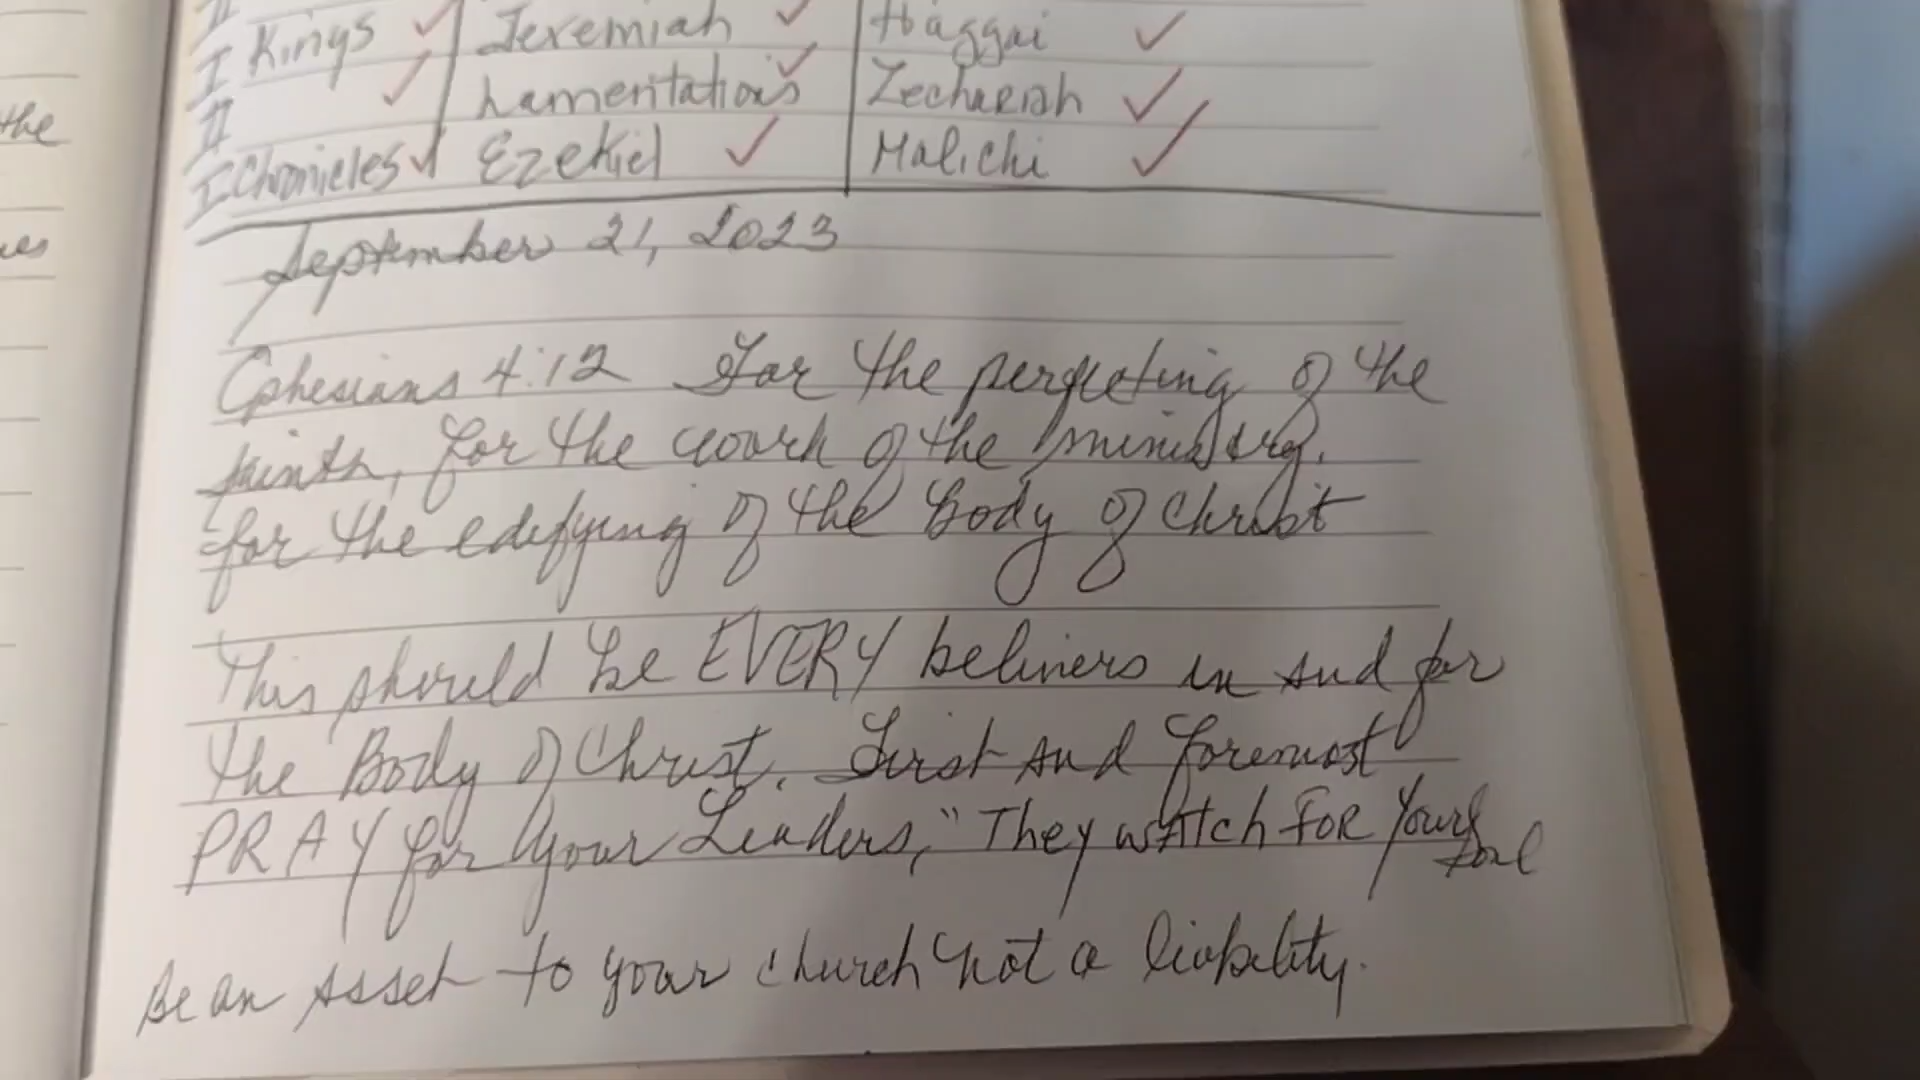 II
I Kings ✓ Jeremiah ✓ Haggai ✓
II ✓ Lamentations ✓ Zechariah ✓
I Chronicles ✓ Ezekiel ✓ Malichi ✓
the
September 21, 2023
Ephesians 4:12 For the perfecting of the
saints, for the work of the ministry.
for the edifying of the body of Christ
This should be EVERY believers in and for
the Body of Christ. First and foremost
PRAY for your Leaders, "They watch FOR Your
soul
Be an asset to your church not a liability.